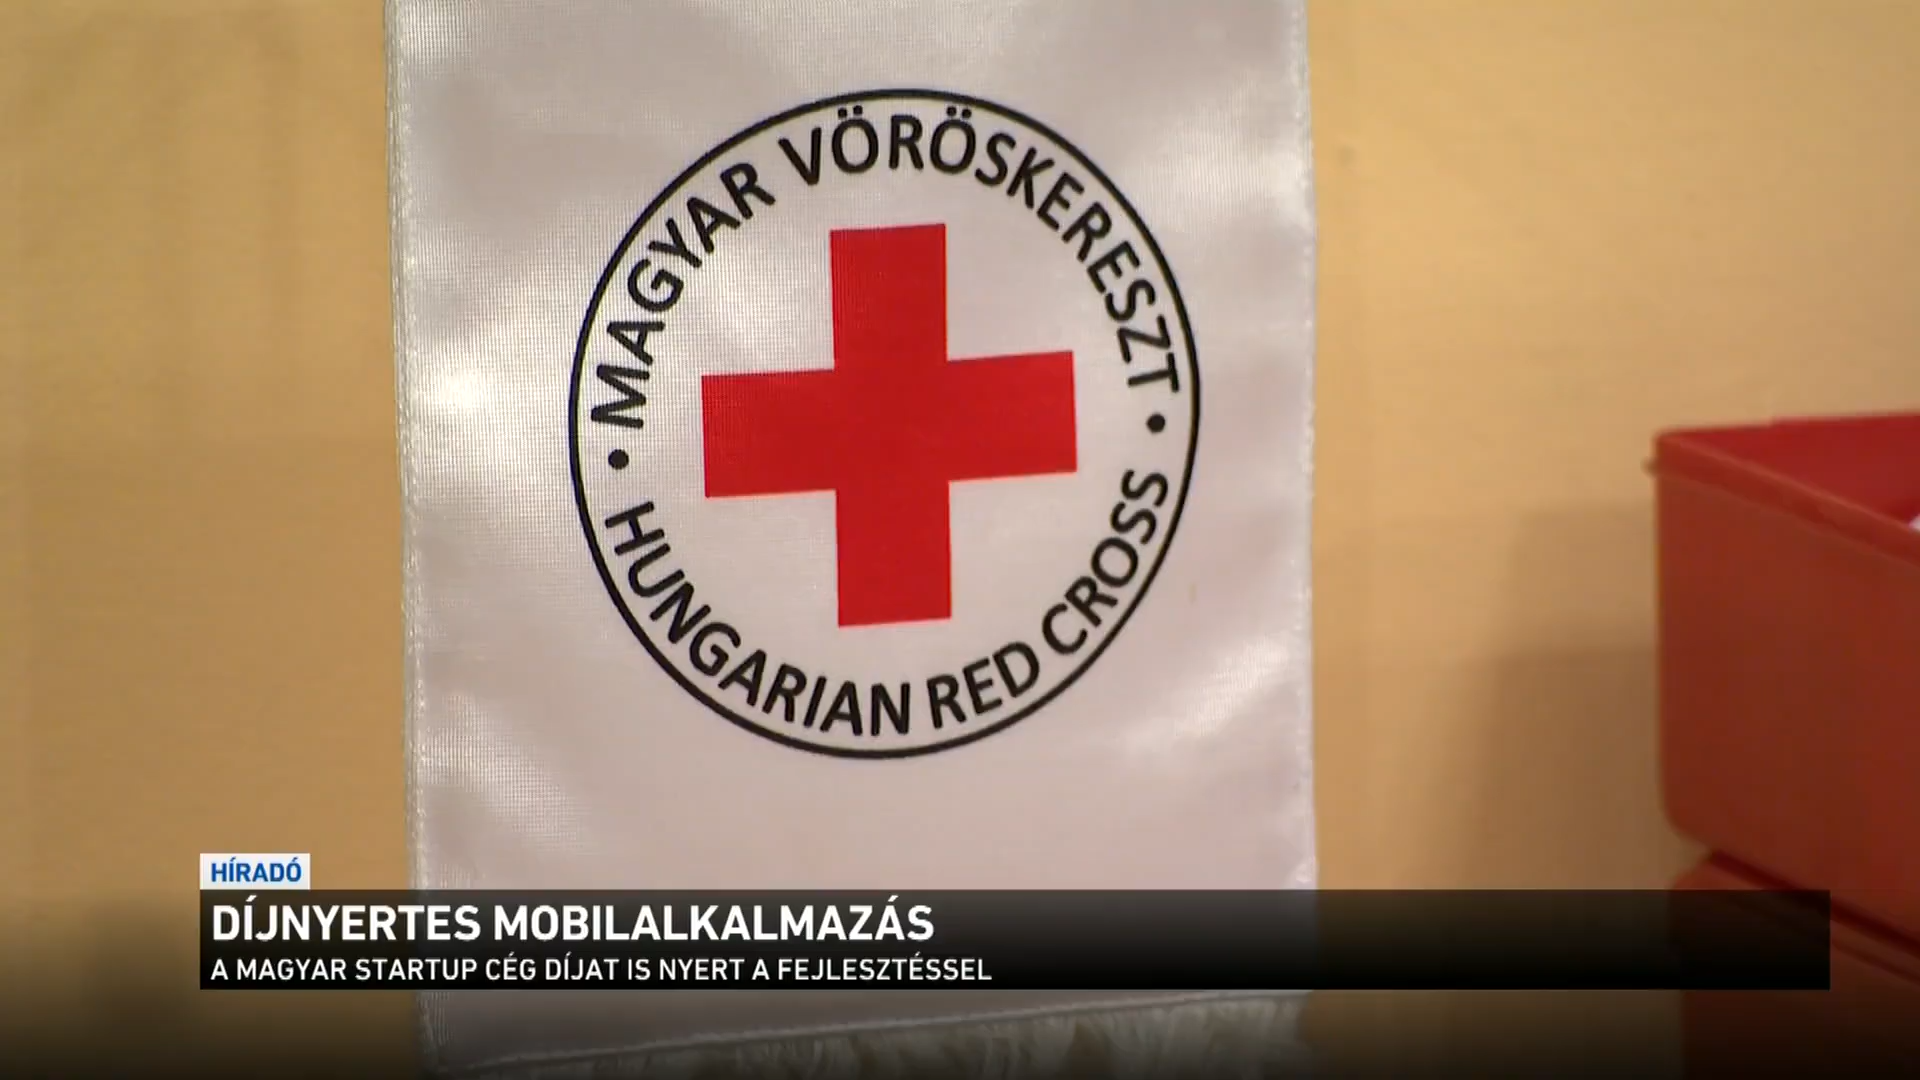 MAGYAR VÖRÖSKERESZT
HUNGARIAN RED CROSS
HÍRADÓ
DÍJNYERTES MOBILALKALMAZÁS
A MAGYAR STARTUP CÉG DÍJAT IS NYERT A FEJLESZTÉSSEL